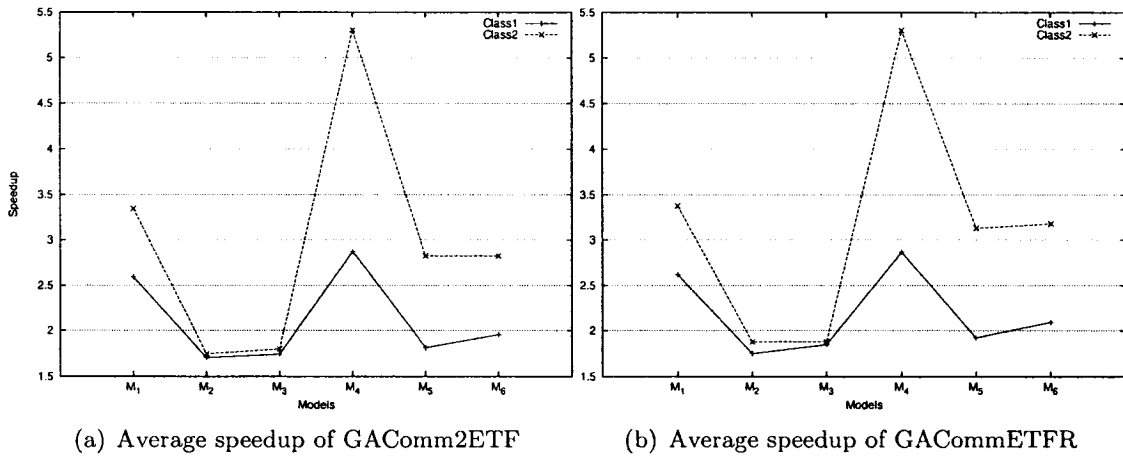 5.5
5
4.5
4
3.5
3
2.5
2
1.5
Speedup
Class1
Class2
M1 M2 M3 M4 M5 M6
Models
(a) Average speedup of GAComm2ETF
5.5
5
4.5
4
3.5
3
2.5
2
1.5
Class1
Class2
M1 M2 M3 M4 M5 M6
Models
(b) Average speedup of GACommETFR